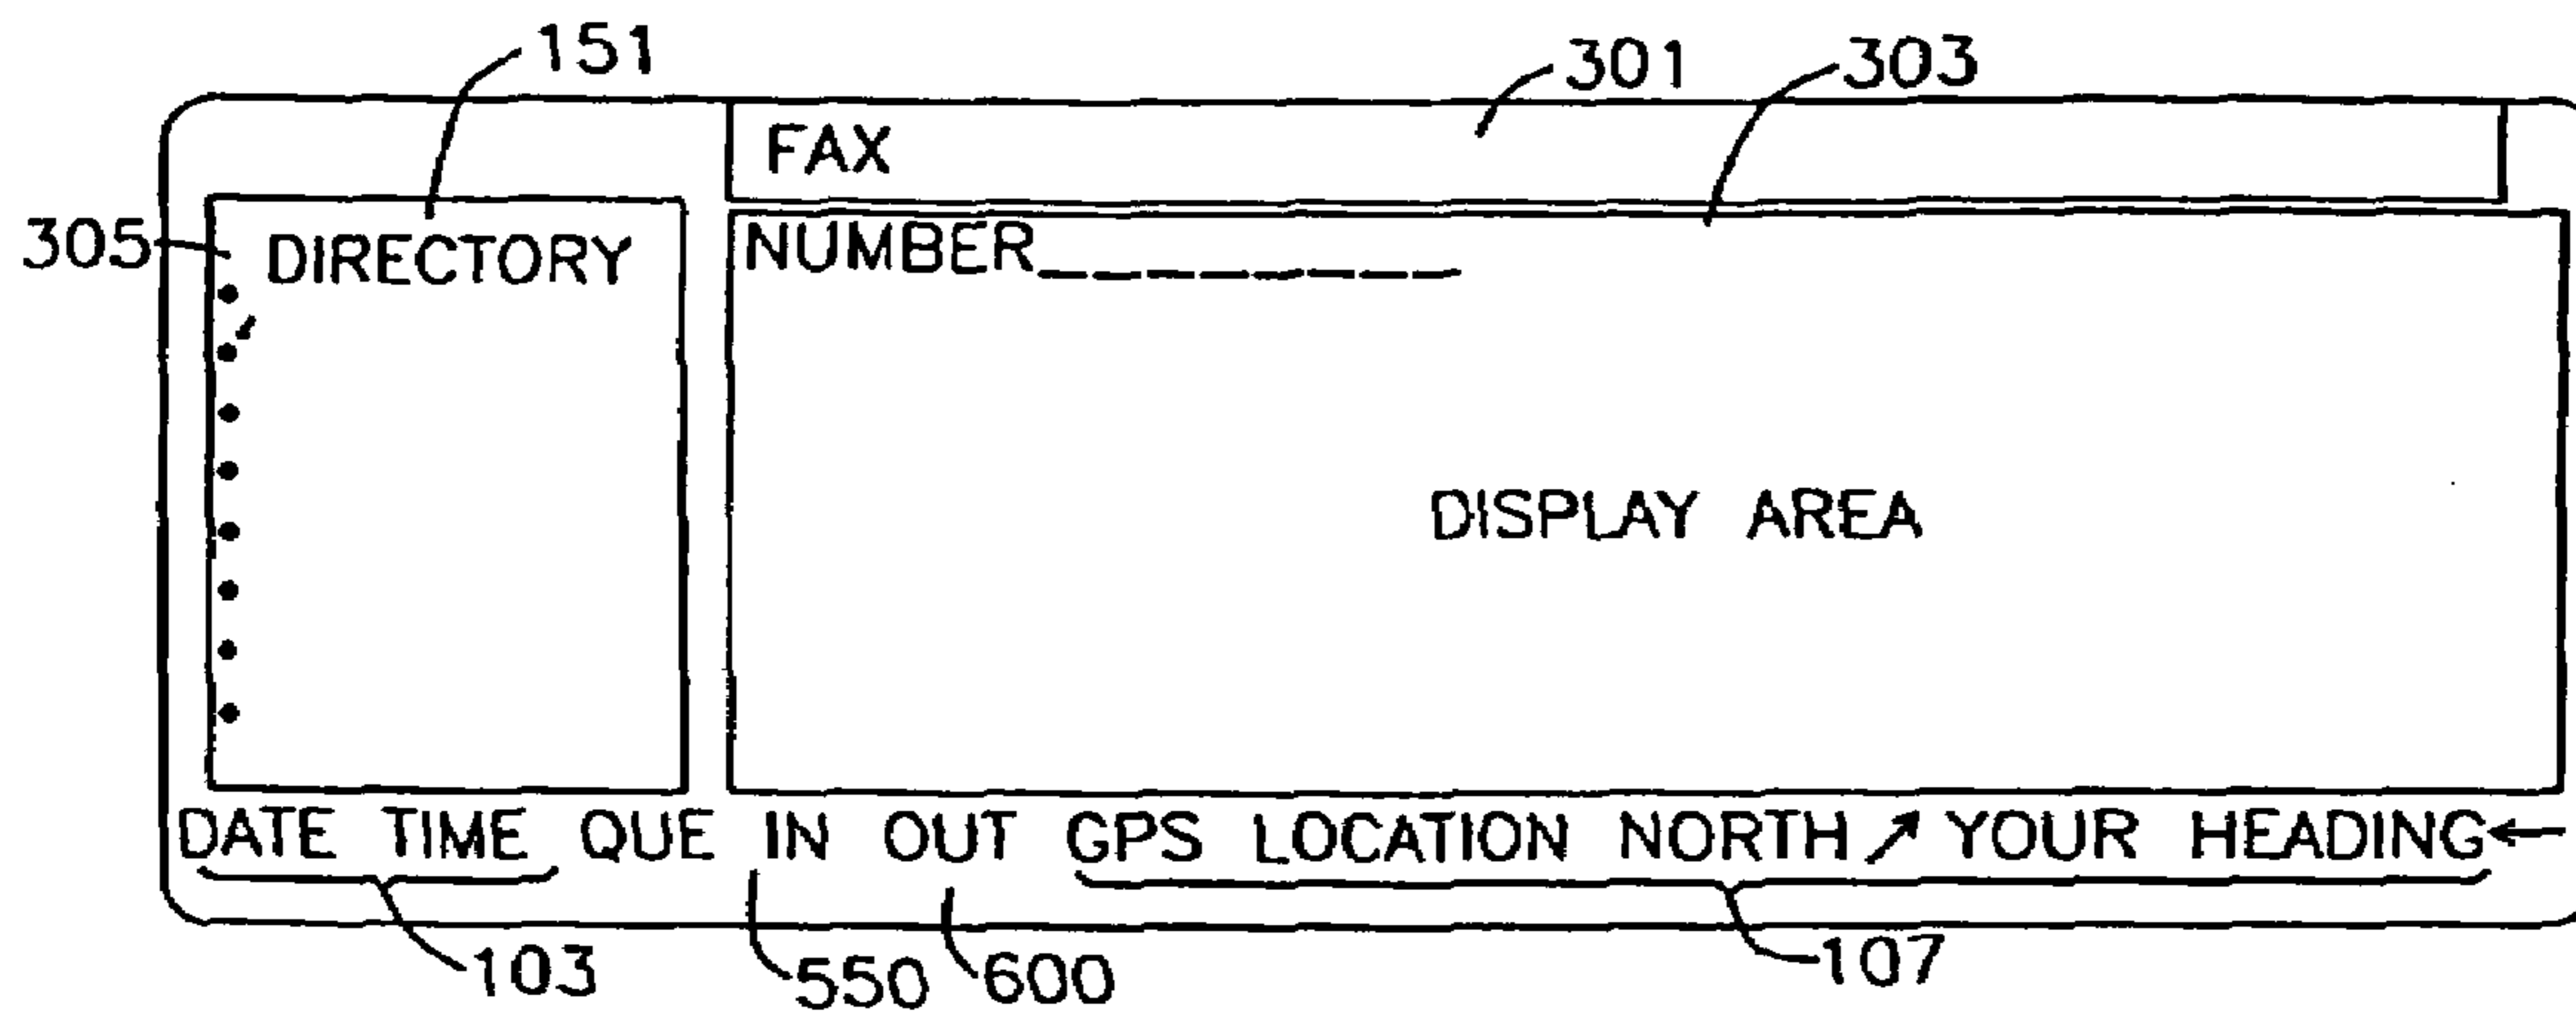 151
301
303
FAX
305
DIRECTORY
NUMBER_ _ _ _ _ _ _ _
DISPLAY AREA
DATE TIME QUE IN OUT GPS LOCATION NORTH ↗ YOUR HEADING ←
103
550
600
107